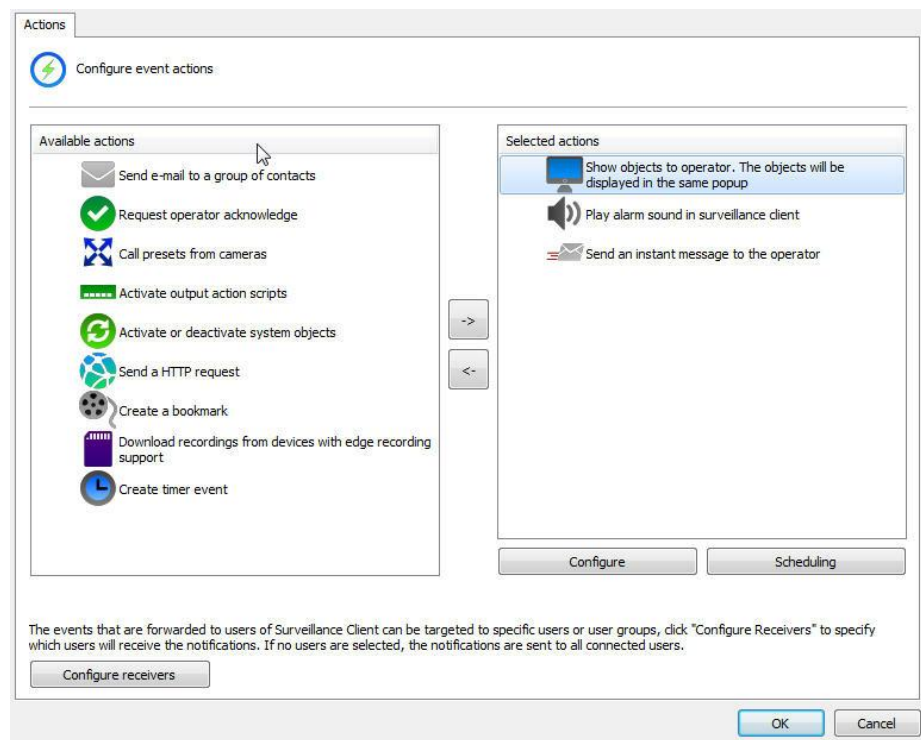 Actions
Configure event actions
Available actions
Send e-mail to a group of contacts
Request operator acknowledge
Call presets from cameras
Activate output action scripts
Activate or deactivate system objects
Send a HTTP request
Create a bookmark
Download recordings from devices with edge recording
support
Create timer event
->
<-
Selected actions
Show objects to operator. The objects will be
displayed in the same popup
Play alarm sound in surveillance client
Send an instant message to the operator
Configure
Scheduling
The events that are forwarded to users of Surveillance Client can be targeted to specific users or user groups, click "Configure Receivers" to specify
which users will receive the notifications. If no users are selected, the notifications are sent to all connected users.
Configure receivers
OK
Cancel